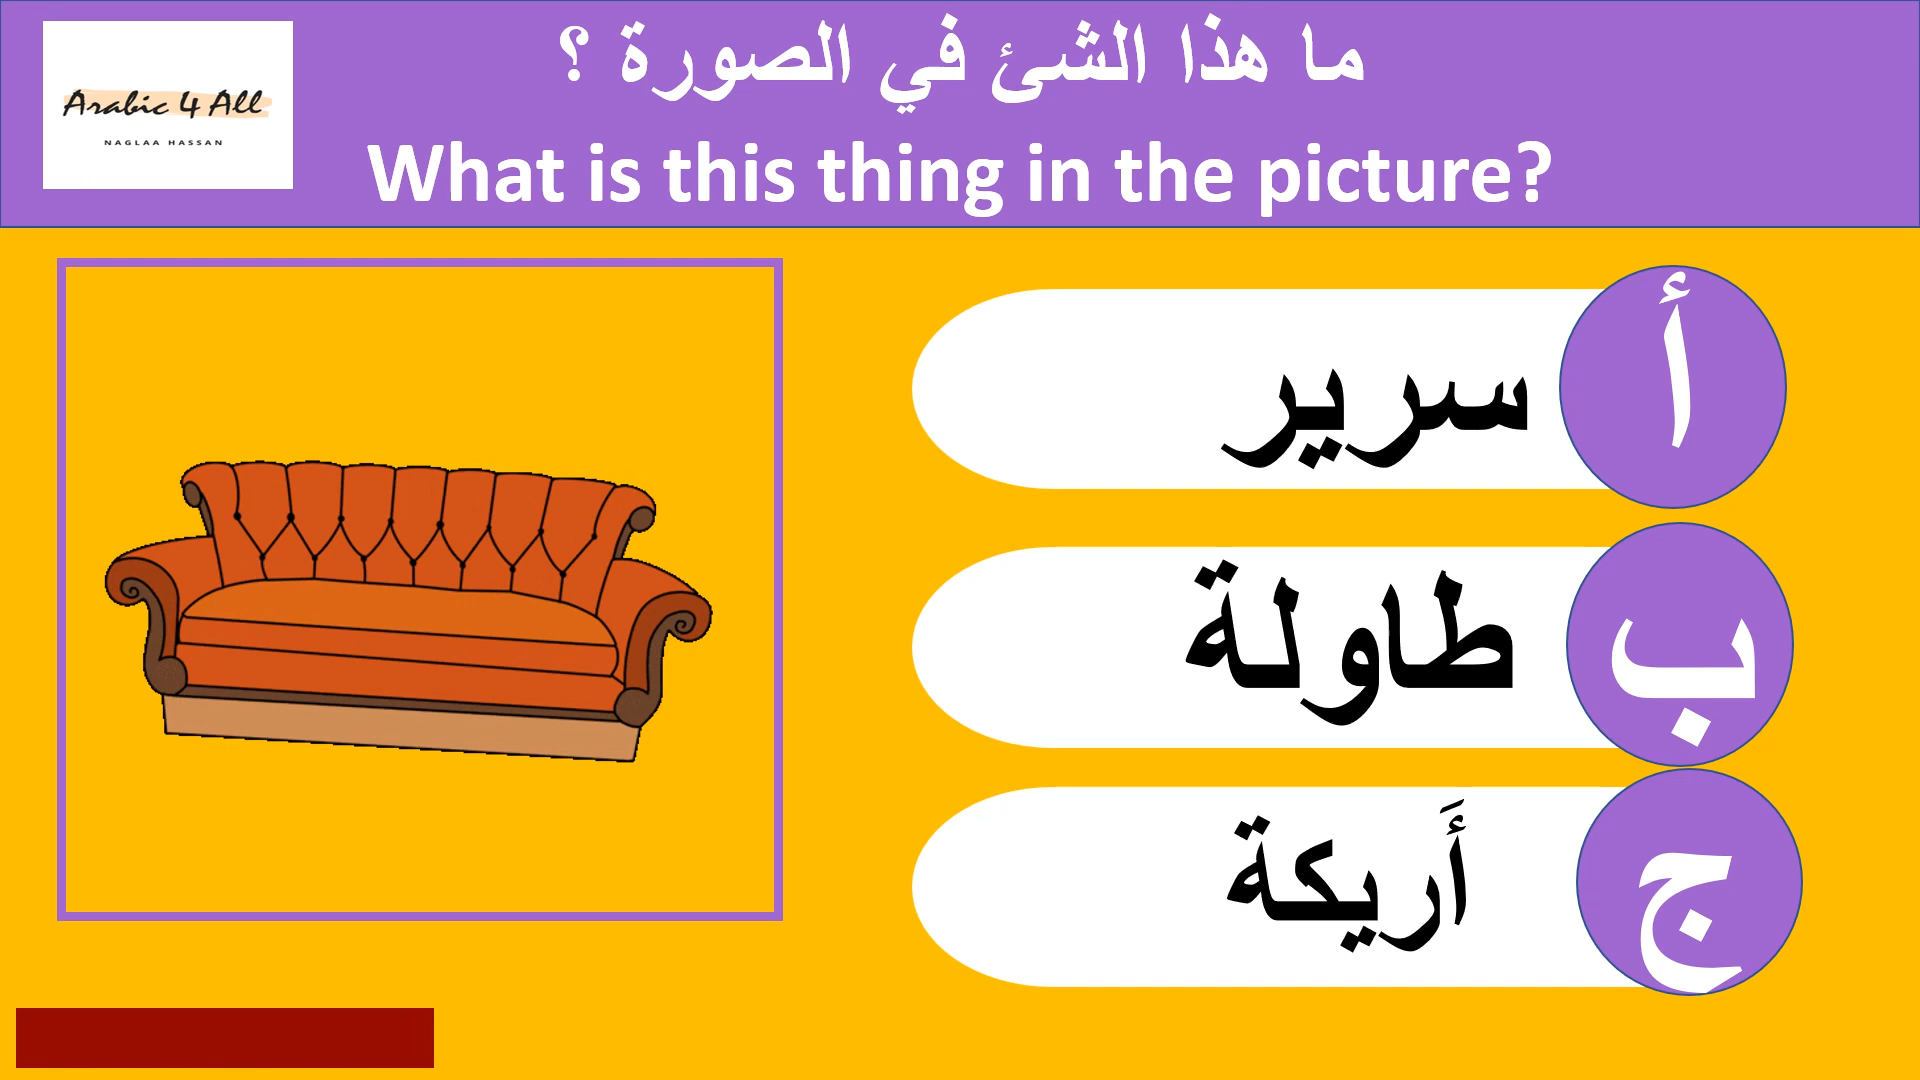 Arabic 4 All
NAGLAA HASSAN
ما هذا الشئ في الصورة ؟
What is this thing in the picture?
أ
سرير
ب
طاولة
ج
أَريكة